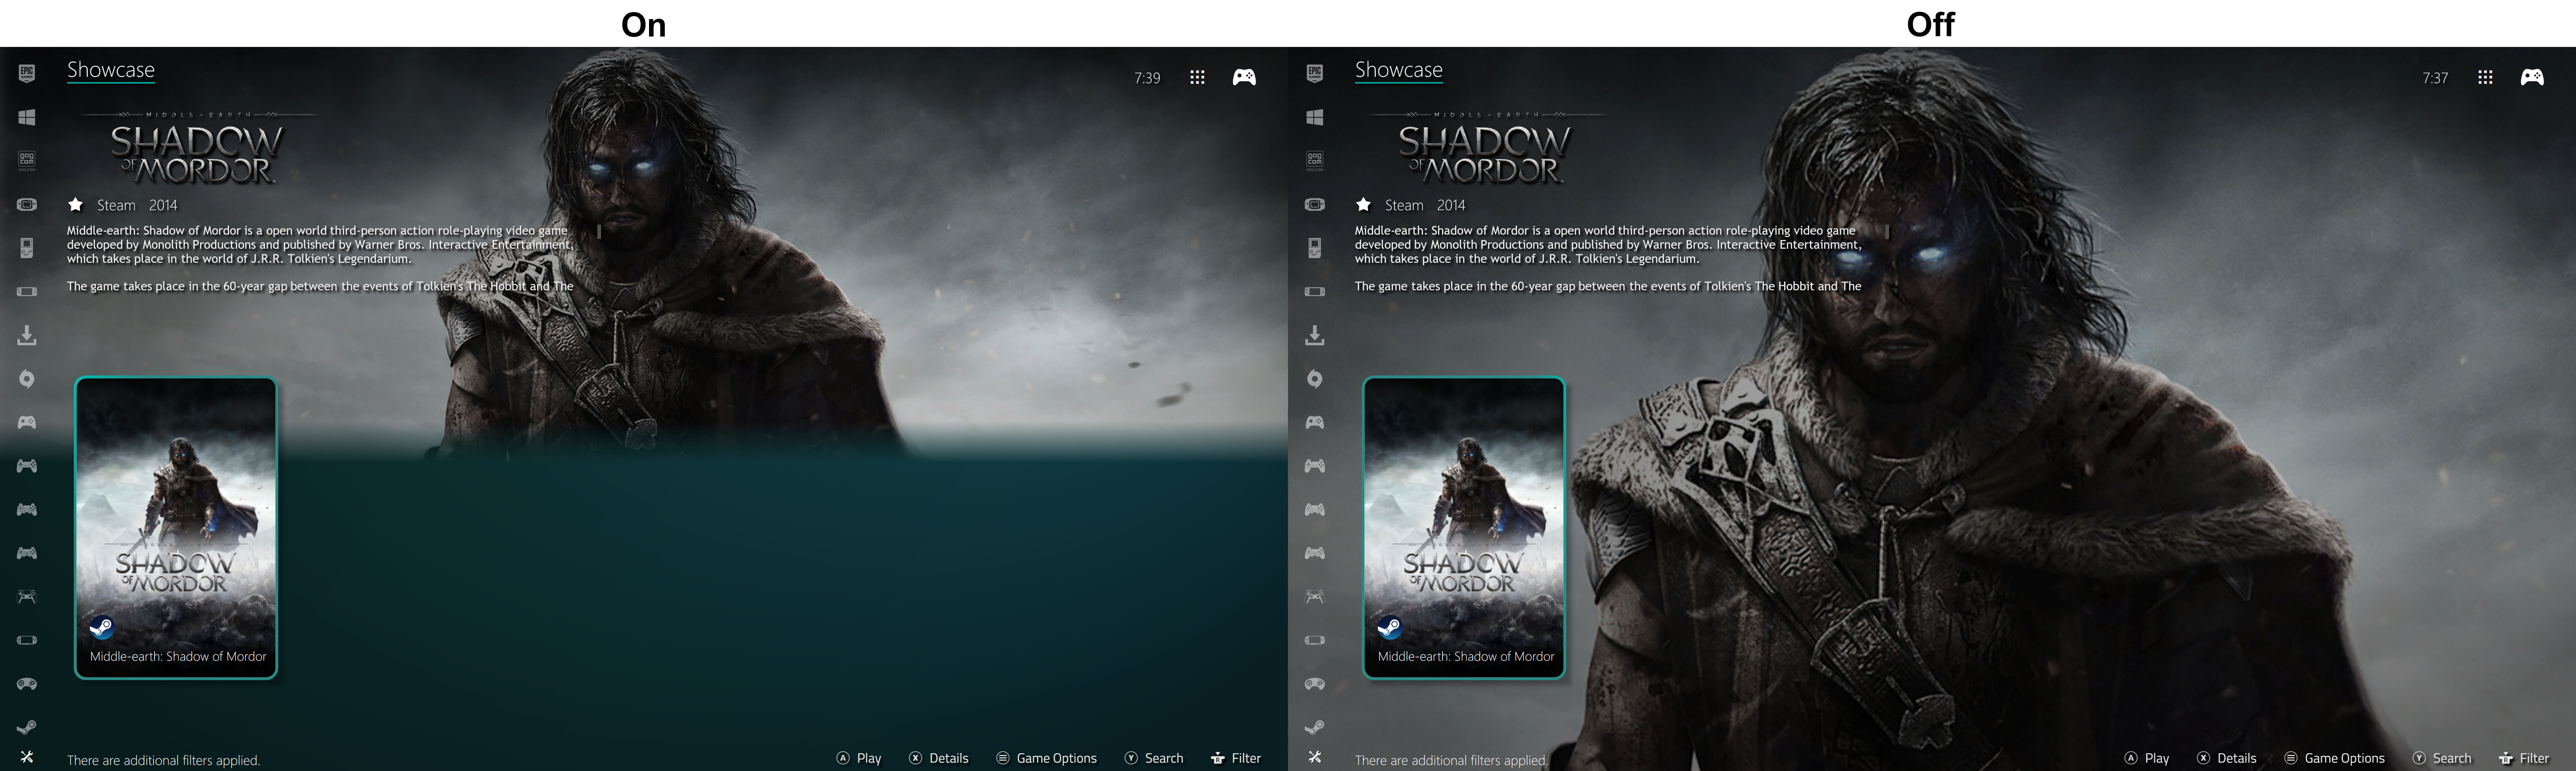 On
Off
Showcase
7:39
MIDDLE-EARTH
SHADOW
OF MORDOR
Steam 2014
Middle-earth: Shadow of Mordor is a open world third-person action role-playing video game
developed by Monolith Productions and published by Warner Bros. Interactive Entertainment,
which takes place in the world of J.R.R. Tolkien's Legendarium.
The game takes place in the 60-year gap between the events of Tolkien's The Hobbit and The
SHADOW
OF MORDOR
Middle-earth: Shadow of Mordor
There are additional filters applied.
A Play
X Details
Game Options
Y Search
R Filter
EPIC
GAMES
GOG
COM
Showcase
7:37
MIDDLE-EARTH
SHADOW
OF MORDOR
Steam 2014
Middle-earth: Shadow of Mordor is a open world third-person action role-playing video game
developed by Monolith Productions and published by Warner Bros. Interactive Entertainment,
which takes place in the world of J.R.R. Tolkien's Legendarium.
The game takes place in the 60-year gap between the events of Tolkien's The Hobbit and The
SHADOW
OF MORDOR
Middle-earth: Shadow of Mordor
There are additional filters applied.
A Play
X Details
Game Options
Y Search
R Filter
EPIC
GAMES
GOG
COM